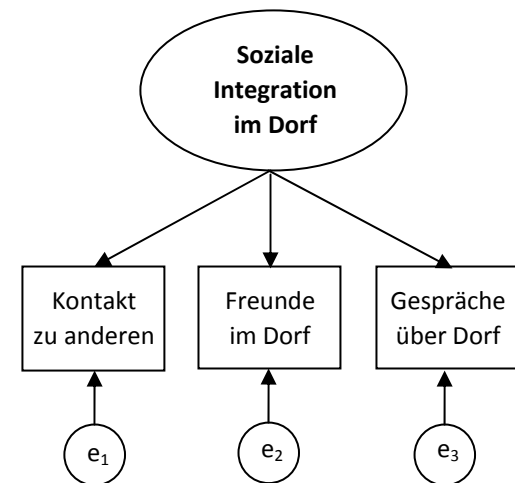 Soziale
Integration
im Dorf
Kontakt
zu anderen
Freunde
im Dorf
Gespräche
über Dorf
e₁
e₂
e₃